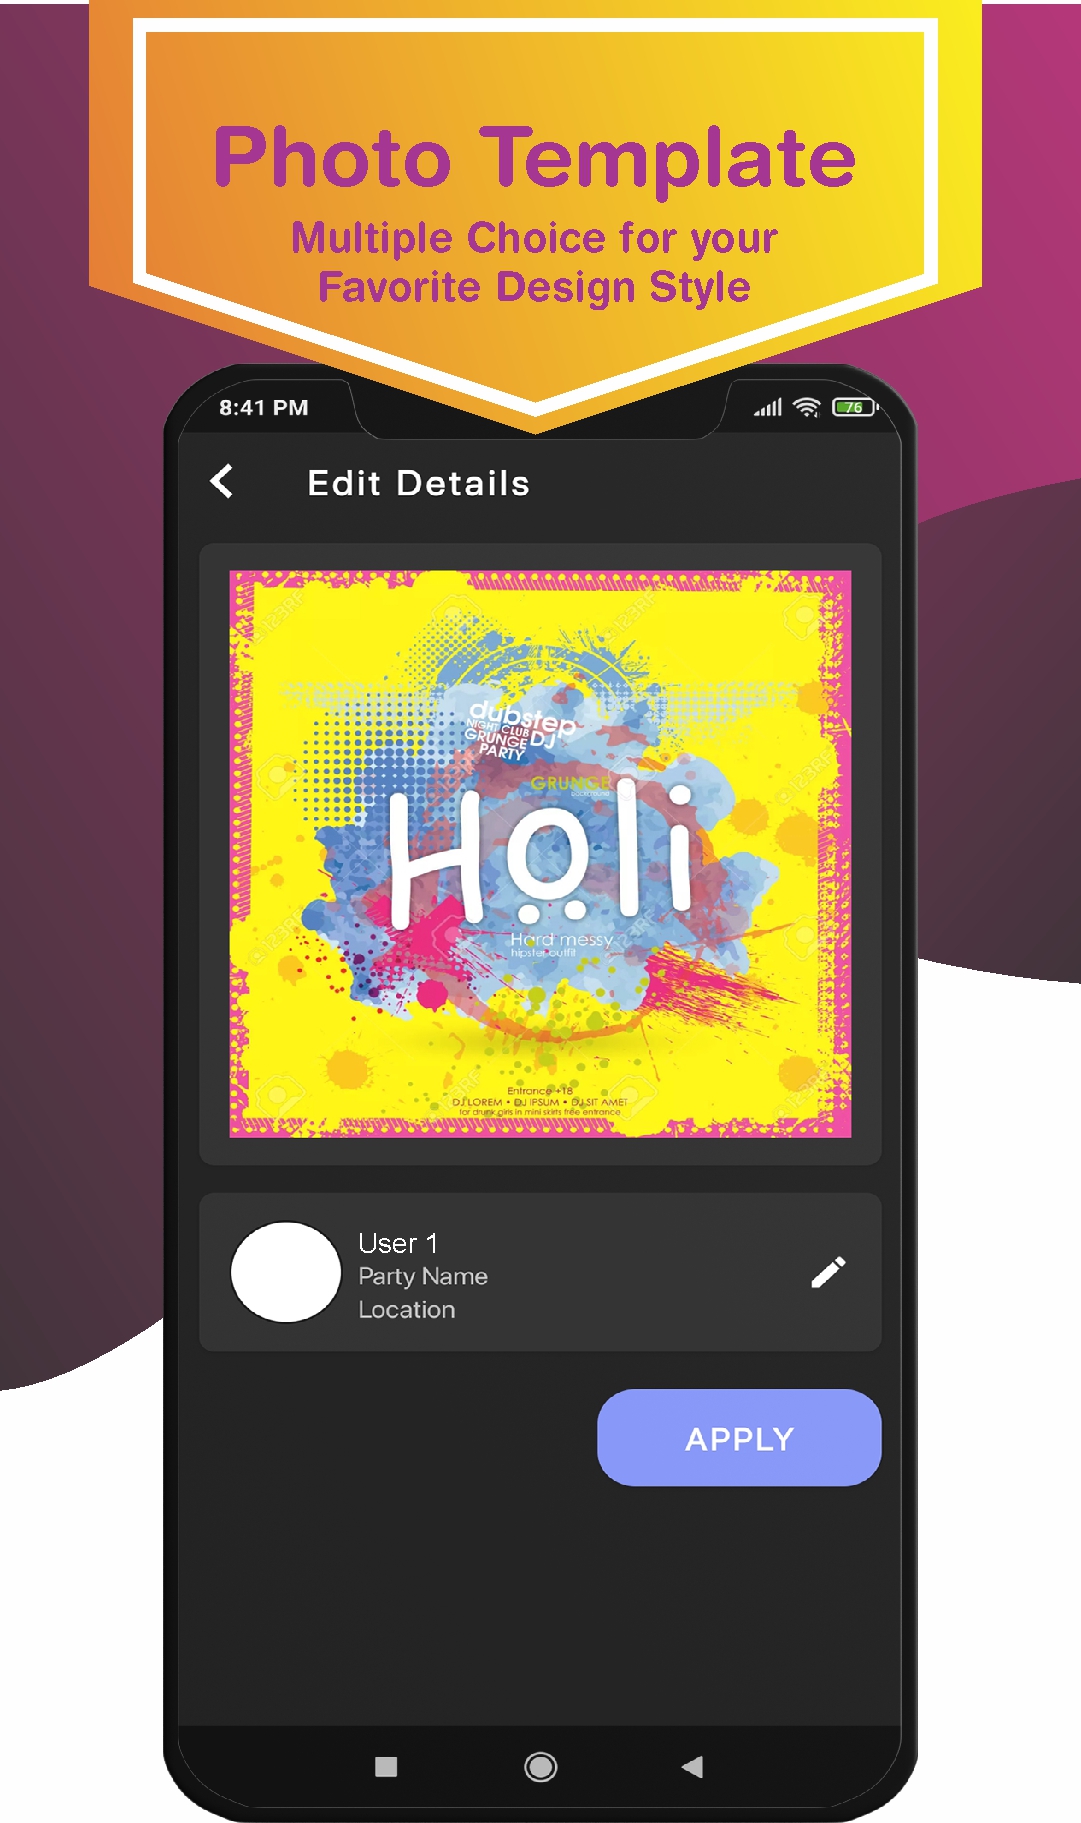 Photo Template
Multiple Choice for your
Favorite Design Style
8:41 PM
76
Edit Details
dubstep
NIGHT CLUB
GRUNGE DJ
PARTY
GRUNGE
background
Holi
Hard messy
hipster outfit
Entrance +18
DJ LOREM • DJ IPSUM • DJ SIT AMET
for drunk girls in mini skirts free entrance
User 1
Party Name
Location
APPLY